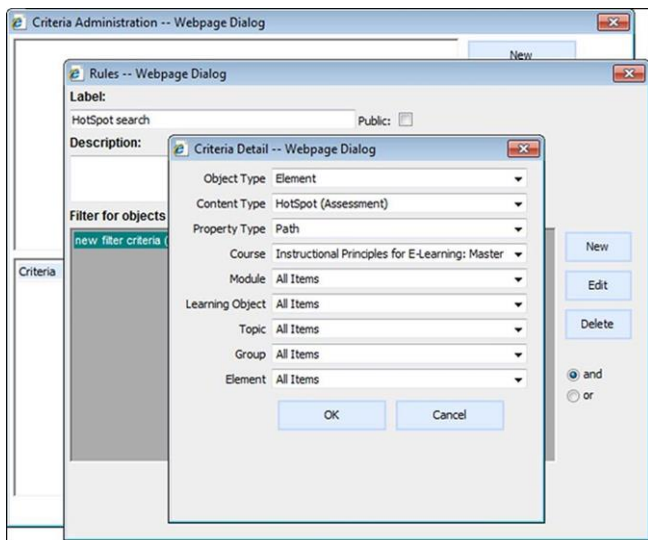 Criteria Administration -- Webpage Dialog
New
Rules -- Webpage Dialog
Label:
HotSpot search
Public:
Description:
Criteria Detail -- Webpage Dialog
Object Type Element
Content Type HotSpot (Assessment)
Property Type Path
Filter for objects
new filter criteria (
Course Instructional Principles for E-Learning: Master
New
Criteria
Module All Items
Edit
Learning Object All Items
Topic All Items
Delete
Group All Items
Element All Items
and
or
OK
Cancel